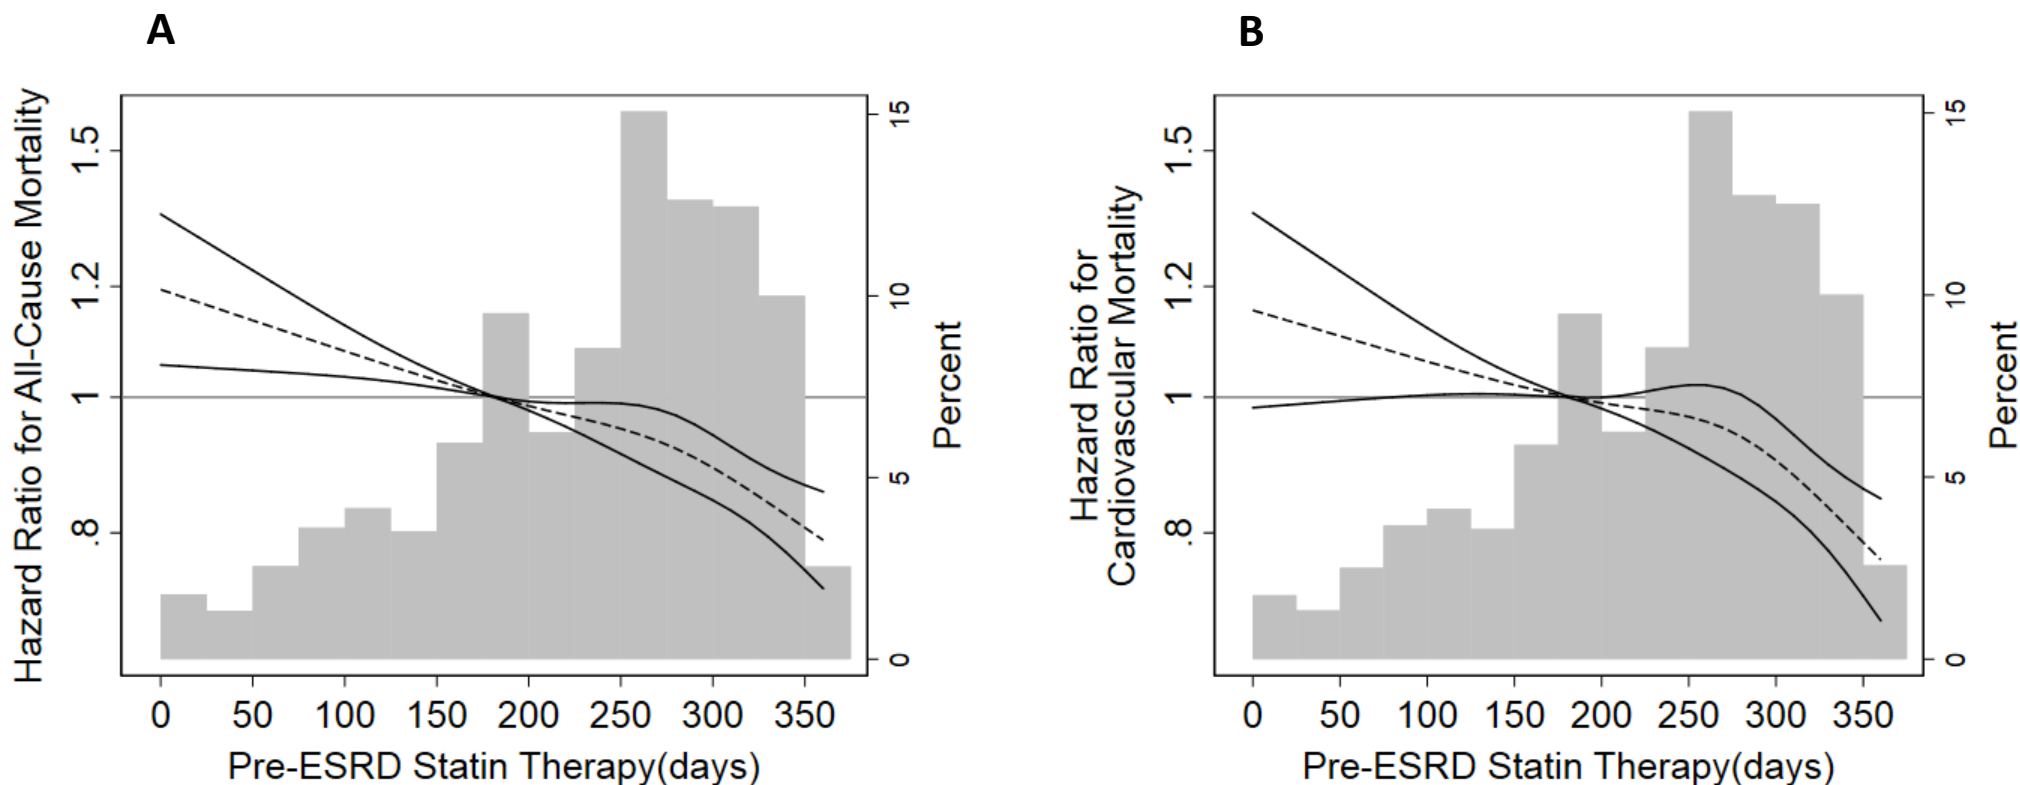 A
Hazard Ratio for All-Cause Mortality
1.5
1.2
1
.8
15
10
5
0
Percent
0 50 100 150 200 250 300 350
Pre-ESRD Statin Therapy(days)
B
Hazard Ratio for
Cardiovascular Mortality
1.5
1.2
1
.8
15
10
5
0
Percent
0 50 100 150 200 250 300 350
Pre-ESRD Statin Therapy(days)